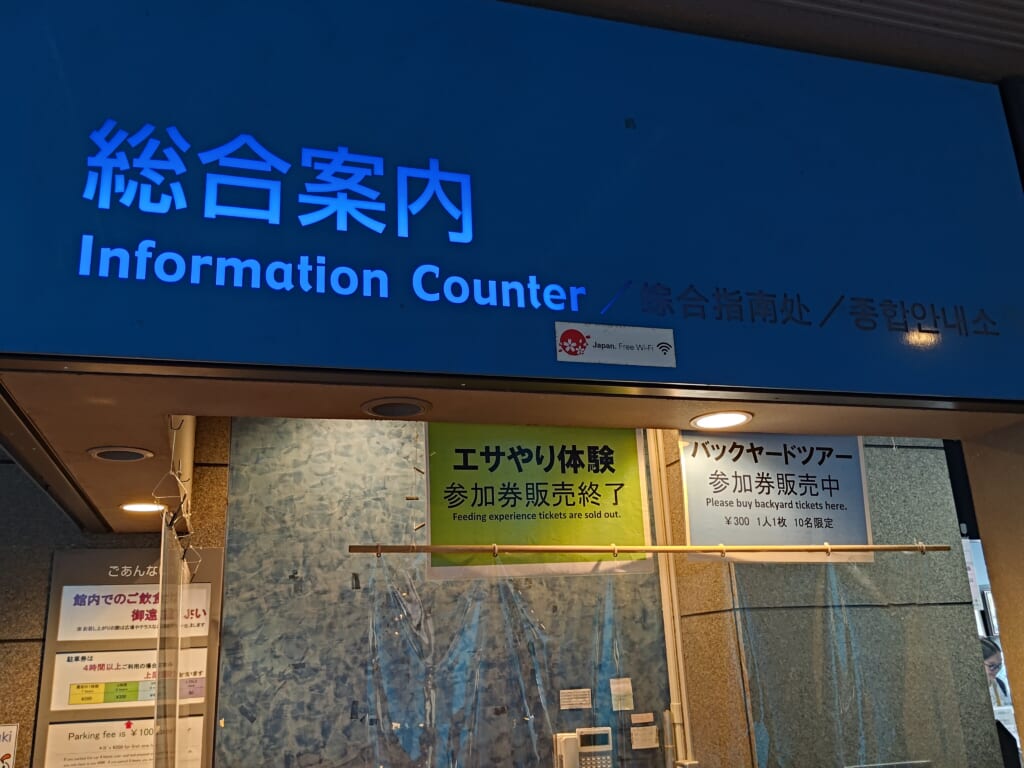 総合案内
Information Counter / 綜合指南处 / 종합안내소
Japan. Free Wi-Fi
エサやり体験
参加券販売終了
Feeding experience tickets are sold out.
バックヤードツアー
参加券販売中
Please buy backyard tickets here.
¥300 1人1枚 10名限定
ごあんな
館内でのご飲食
御遠 さい
駐車券は
4時間以上ご利用の場合
Parking fee is ¥100